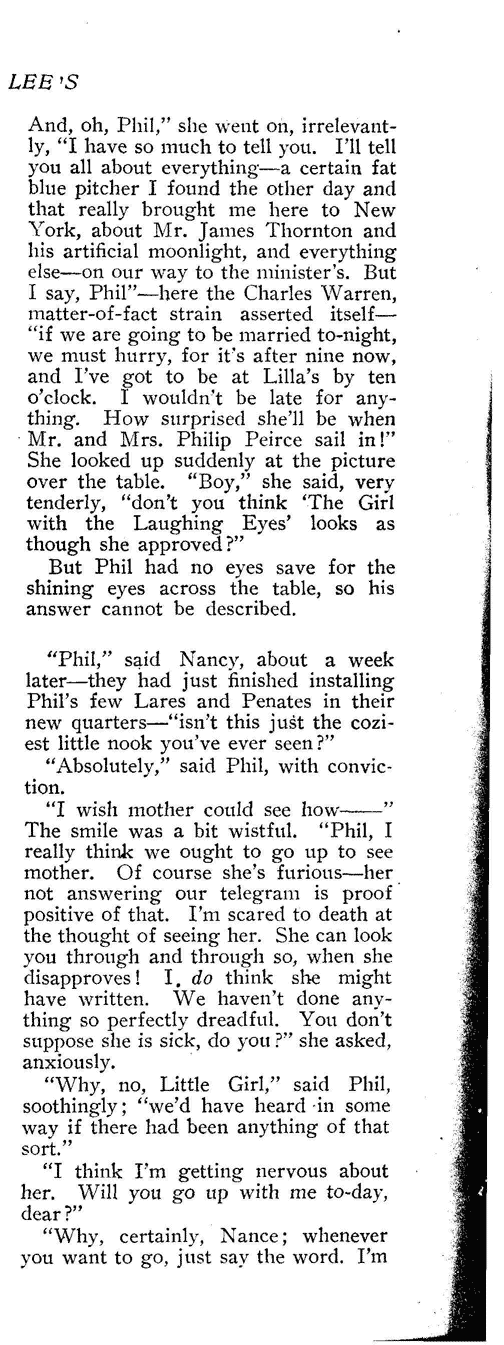 LEE'S
And, oh, Phil,” she went on, irrelevant-
ly, “I have so much to tell you. I'll tell
you all about everything—a certain fat
blue pitcher I found the other day and
that really brought me here to New
York, about Mr. James Thornton and
his artificial moonlight, and everything
else—on our way to the minister's. But
I say, Phil”—here the Charles Warren,
matter-of-fact strain asserted itself—
“if we are going to be married to-night,
we must hurry, for it's after nine now,
and I've got to be at Lilla's by ten
o'clock. I wouldn't be late for any-
thing. How surprised she'll be when
Mr. and Mrs. Philip Peirce sail in!”
She looked up suddenly at the picture
over the table. “Boy,” she said, very
tenderly, “don't you think ‘The Girl
with the Laughing Eyes’ looks as
though she approved?”
But Phil had no eyes save for the
shining eyes across the table, so his
answer cannot be described.
“Phil,” said Nancy, about a week
later—they had just finished installing
Phil's few Lares and Penates in their
new quarters—“isn't this just the cozi-
est little nook you've ever seen?”
“Absolutely,” said Phil, with convic-
tion.
“I wish mother could see how——”
The smile was a bit wistful. “Phil, I
really think we ought to go up to see
mother. Of course she's furious—her
not answering our telegram is proof
positive of that. I'm scared to death at
the thought of seeing her. She can look
you through and through so, when she
disapproves! I do think she might
have written. We haven't done any-
thing so perfectly dreadful. You don't
suppose she is sick, do you?” she asked,
anxiously.
“Why, no, Little Girl,” said Phil,
soothingly; “we'd have heard in some
way if there had been anything of that
sort.”
“I think I'm getting nervous about
her. Will you go up with me to-day,
dear?”
“Why, certainly, Nance; whenever
you want to go, just say the word. I'm